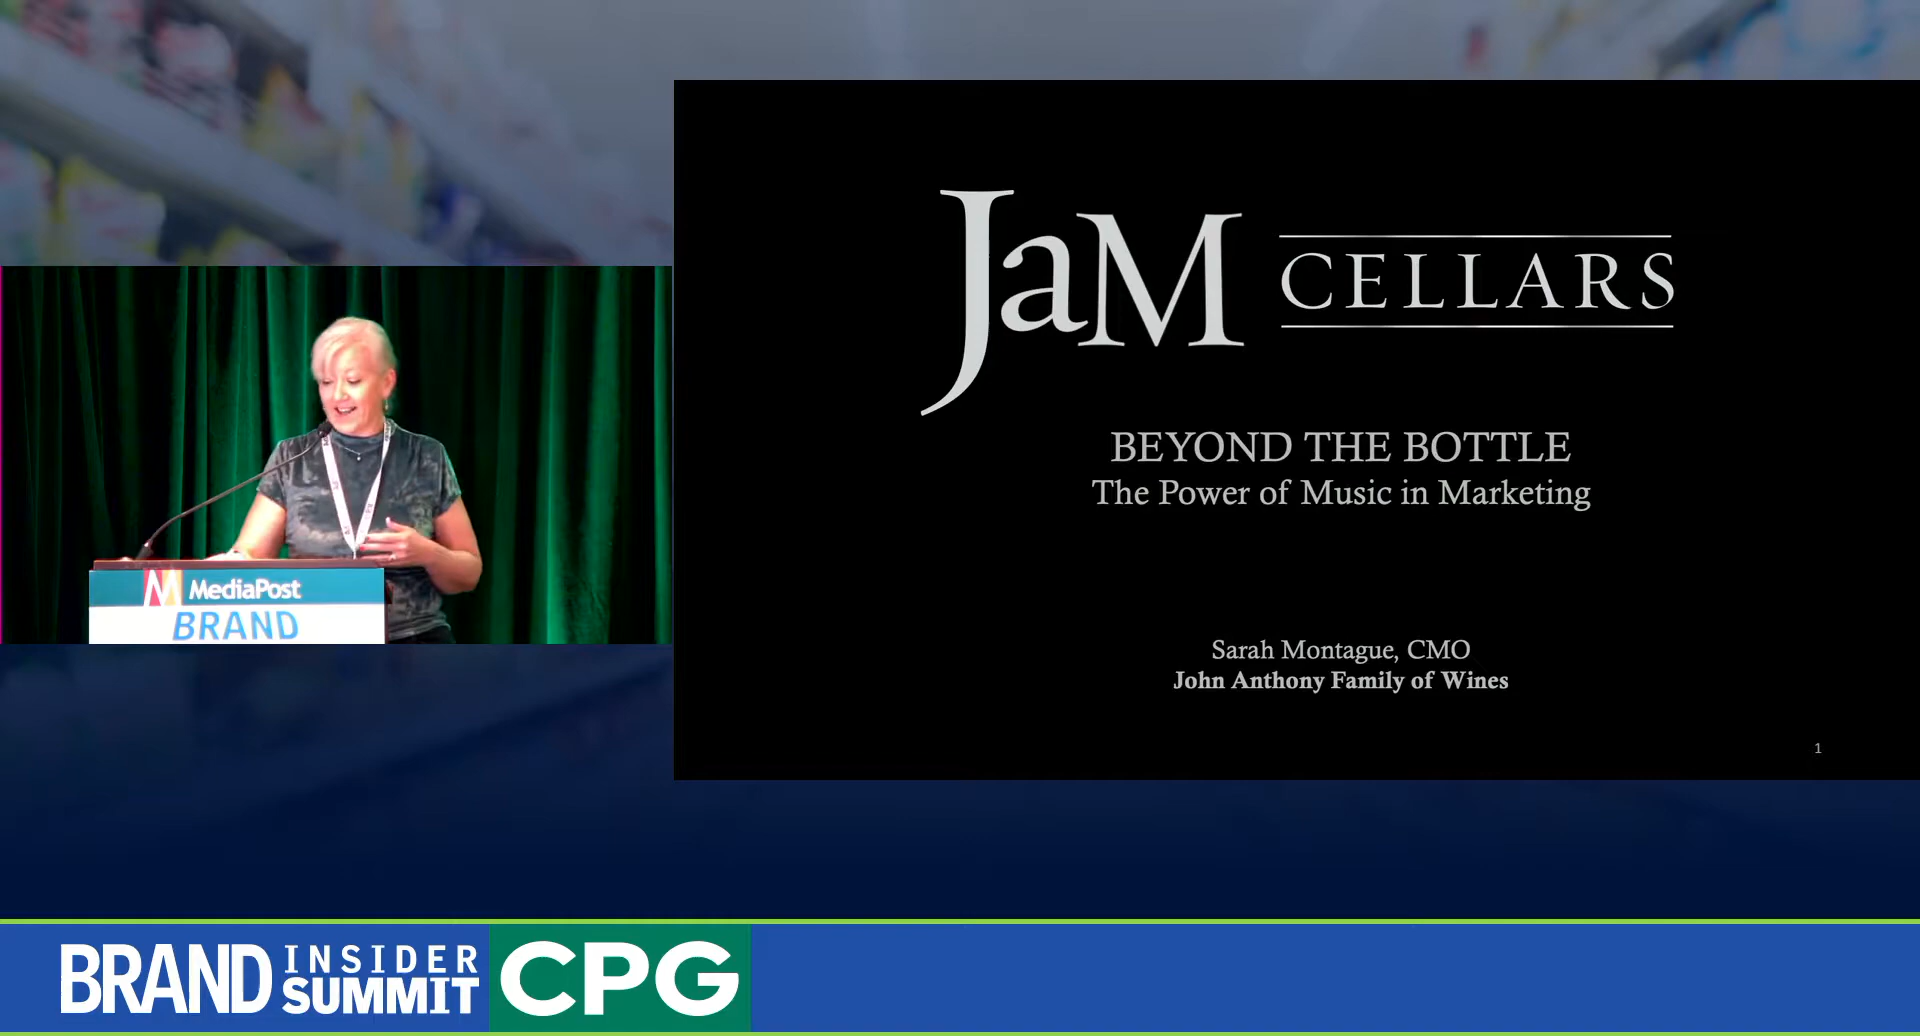 JaM CELLARS
BEYOND THE BOTTLE
The Power of Music in Marketing
Sarah Montague, CMO
John Anthony Family of Wines
1
MediaPost
BRAND
BRAND INSIDER SUMMIT CPG